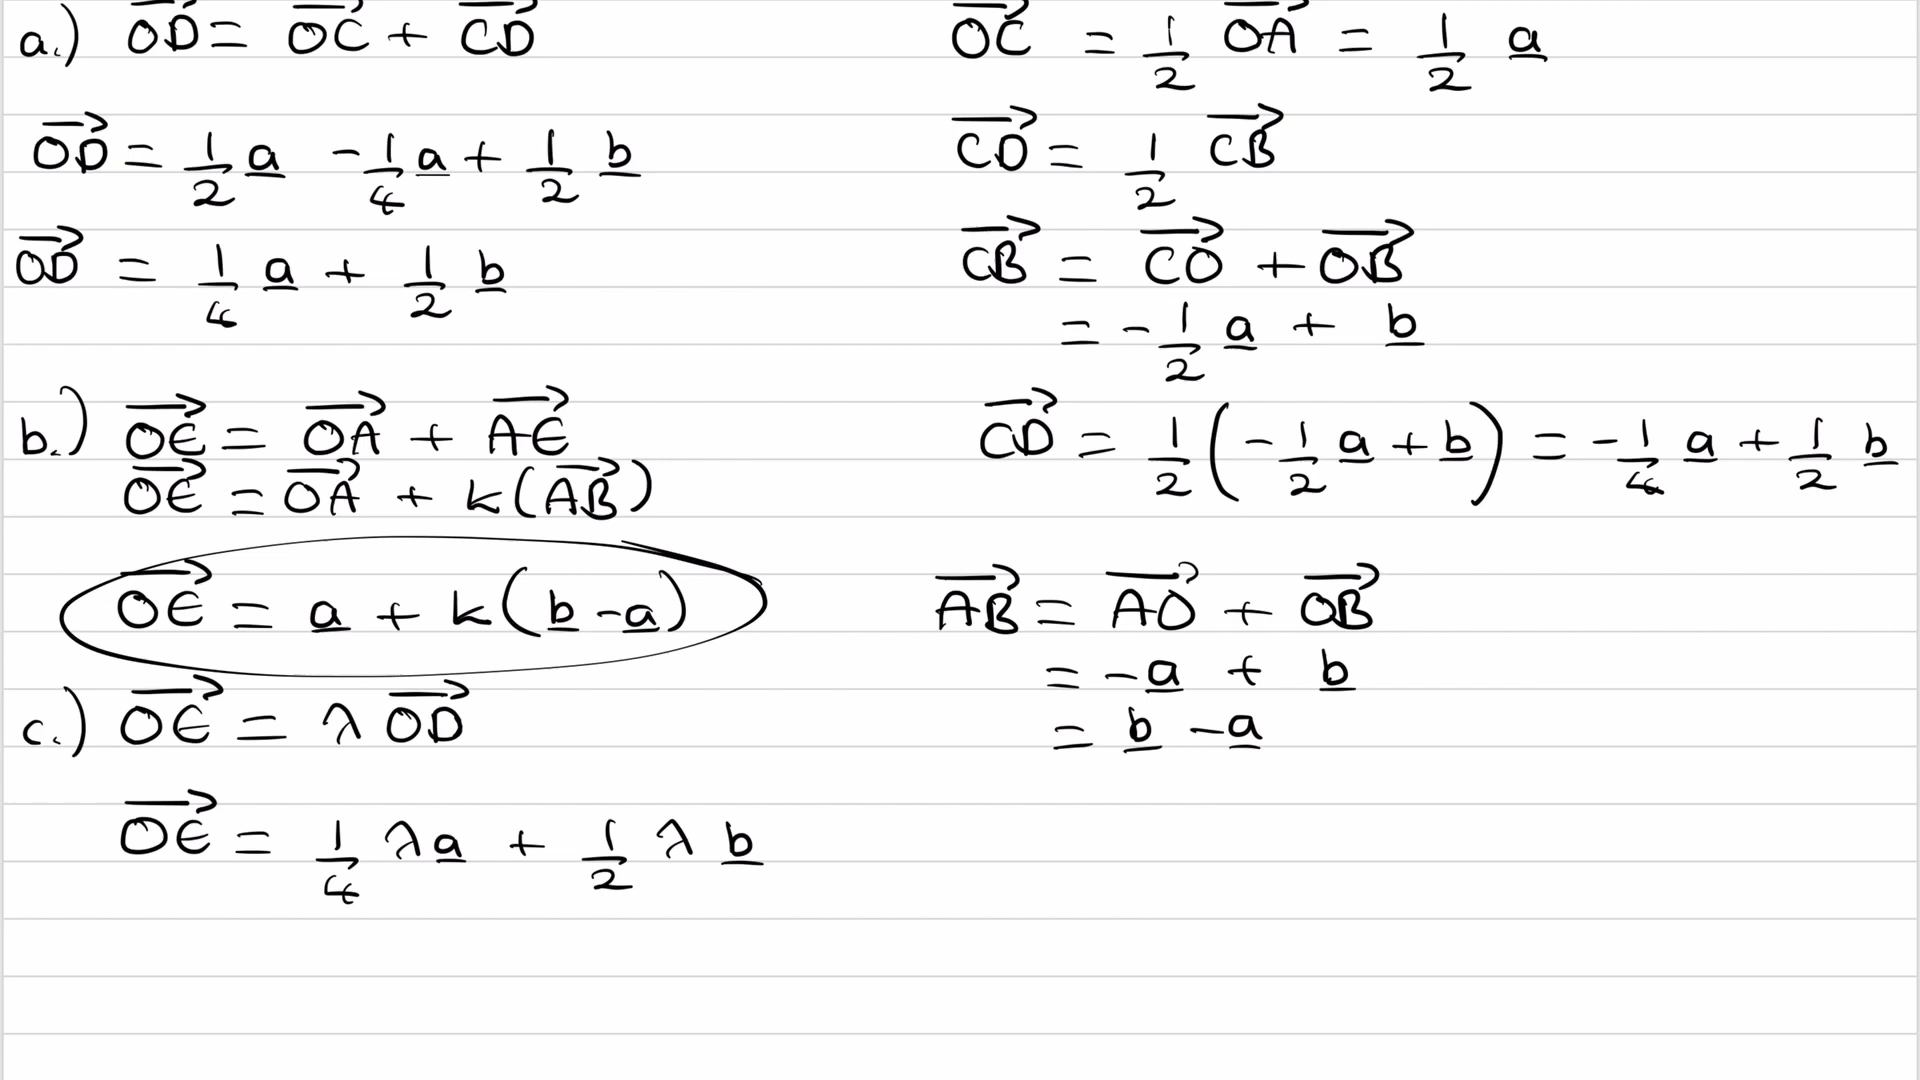 a.) →OD = →OC + →CD
→OD = 1/2 a - 1/4 a + 1/2 b
→OD = 1/4 a + 1/2 b
b.) →OE = →OA + →AE
→OE = →OA + k(→AB)
→OE = a + k(b - a)
c.) →OE = λ →OD
→OE = 1/4 λ a + 1/2 λ b
→OC = 1/2 →OA = 1/2 a
→CD = 1/2 →CB
→CB = →CO + →OB
= - 1/2 a + b
→CD = 1/2 (- 1/2 a + b) = - 1/4 a + 1/2 b
→AB = →AO + →OB
= - a + b
= b - a